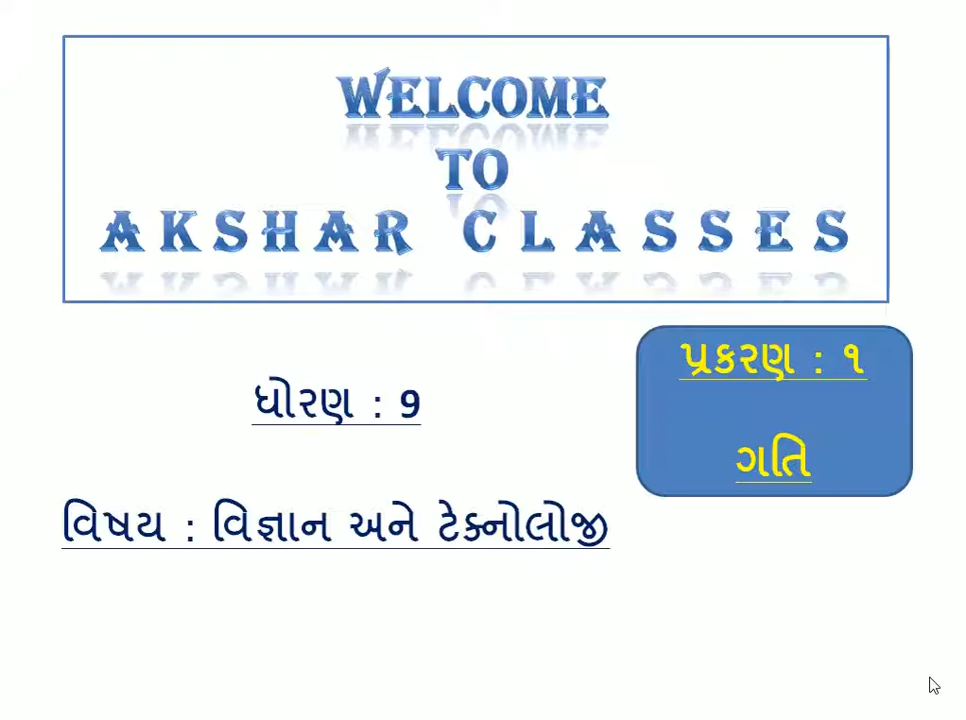 WELCOME
TO
AKSHAR CLASSES
પ્રકરણ : ૧
ધોરણ : 9
ગતિ
વિષય : વિજ્ઞાન અને ટેક્નોલોજી